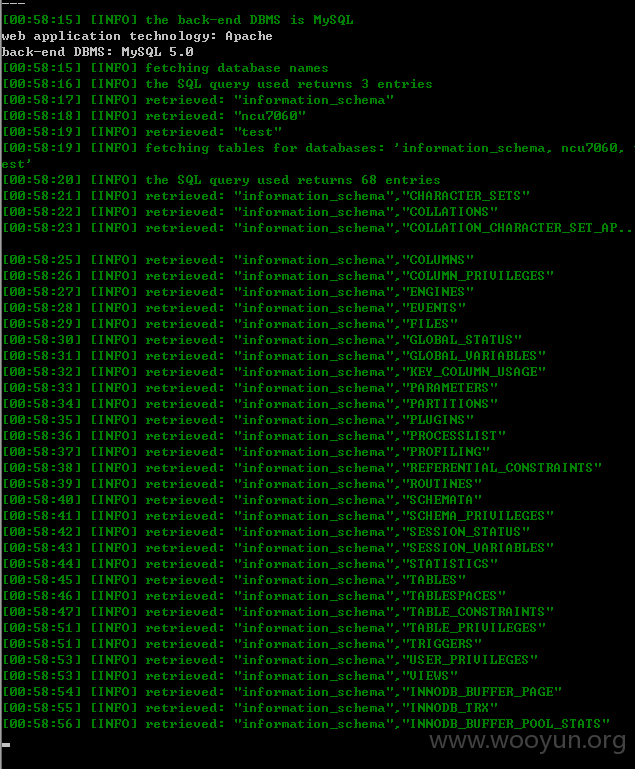 ---
[00:58:15] [INFO] the back-end DBMS is MySQL
web application technology: Apache
back-end DBMS: MySQL 5.0
[00:58:15] [INFO] fetching database names
[00:58:16] [INFO] the SQL query used returns 3 entries
[00:58:17] [INFO] retrieved: "information_schema"
[00:58:18] [INFO] retrieved: "ncu7060"
[00:58:19] [INFO] retrieved: "test"
[00:58:19] [INFO] fetching tables for databases: 'information_schema, ncu7060,
est'
[00:58:20] [INFO] the SQL query used returns 68 entries
[00:58:21] [INFO] retrieved: "information_schema","CHARACTER_SETS"
[00:58:22] [INFO] retrieved: "information_schema","COLLATIONS"
[00:58:23] [INFO] retrieved: "information_schema","COLLATION_CHARACTER_SET_AP..
[00:58:25] [INFO] retrieved: "information_schema","COLUMNS"
[00:58:26] [INFO] retrieved: "information_schema","COLUMN_PRIVILEGES"
[00:58:27] [INFO] retrieved: "information_schema","ENGINES"
[00:58:28] [INFO] retrieved: "information_schema","EVENTS"
[00:58:29] [INFO] retrieved: "information_schema","FILES"
[00:58:30] [INFO] retrieved: "information_schema","GLOBAL_STATUS"
[00:58:31] [INFO] retrieved: "information_schema","GLOBAL_VARIABLES"
[00:58:32] [INFO] retrieved: "information_schema","KEY_COLUMN_USAGE"
[00:58:33] [INFO] retrieved: "information_schema","PARAMETERS"
[00:58:34] [INFO] retrieved: "information_schema","PARTITIONS"
[00:58:35] [INFO] retrieved: "information_schema","PLUGINS"
[00:58:36] [INFO] retrieved: "information_schema","PROCESSLIST"
[00:58:37] [INFO] retrieved: "information_schema","PROFILING"
[00:58:38] [INFO] retrieved: "information_schema","REFERENTIAL_CONSTRAINTS"
[00:58:39] [INFO] retrieved: "information_schema","ROUTINES"
[00:58:40] [INFO] retrieved: "information_schema","SCHEMATA"
[00:58:41] [INFO] retrieved: "information_schema","SCHEMA_PRIVILEGES"
[00:58:42] [INFO] retrieved: "information_schema","SESSION_STATUS"
[00:58:43] [INFO] retrieved: "information_schema","SESSION_VARIABLES"
[00:58:44] [INFO] retrieved: "information_schema","STATISTICS"
[00:58:45] [INFO] retrieved: "information_schema","TABLES"
[00:58:46] [INFO] retrieved: "information_schema","TABLESPACES"
[00:58:47] [INFO] retrieved: "information_schema","TABLE_CONSTRAINTS"
[00:58:51] [INFO] retrieved: "information_schema","TABLE_PRIVILEGES"
[00:58:51] [INFO] retrieved: "information_schema","TRIGGERS"
[00:58:53] [INFO] retrieved: "information_schema","USER_PRIVILEGES"
[00:58:53] [INFO] retrieved: "information_schema","VIEWS"
[00:58:54] [INFO] retrieved: "information_schema","INNODB_BUFFER_PAGE"
[00:58:55] [INFO] retrieved: "information_schema","INNODB_TRX"
[00:58:56] [INFO] retrieved: "information_schema","INNODB_BUFFER_POOL_STATS"
www.wooyun.org